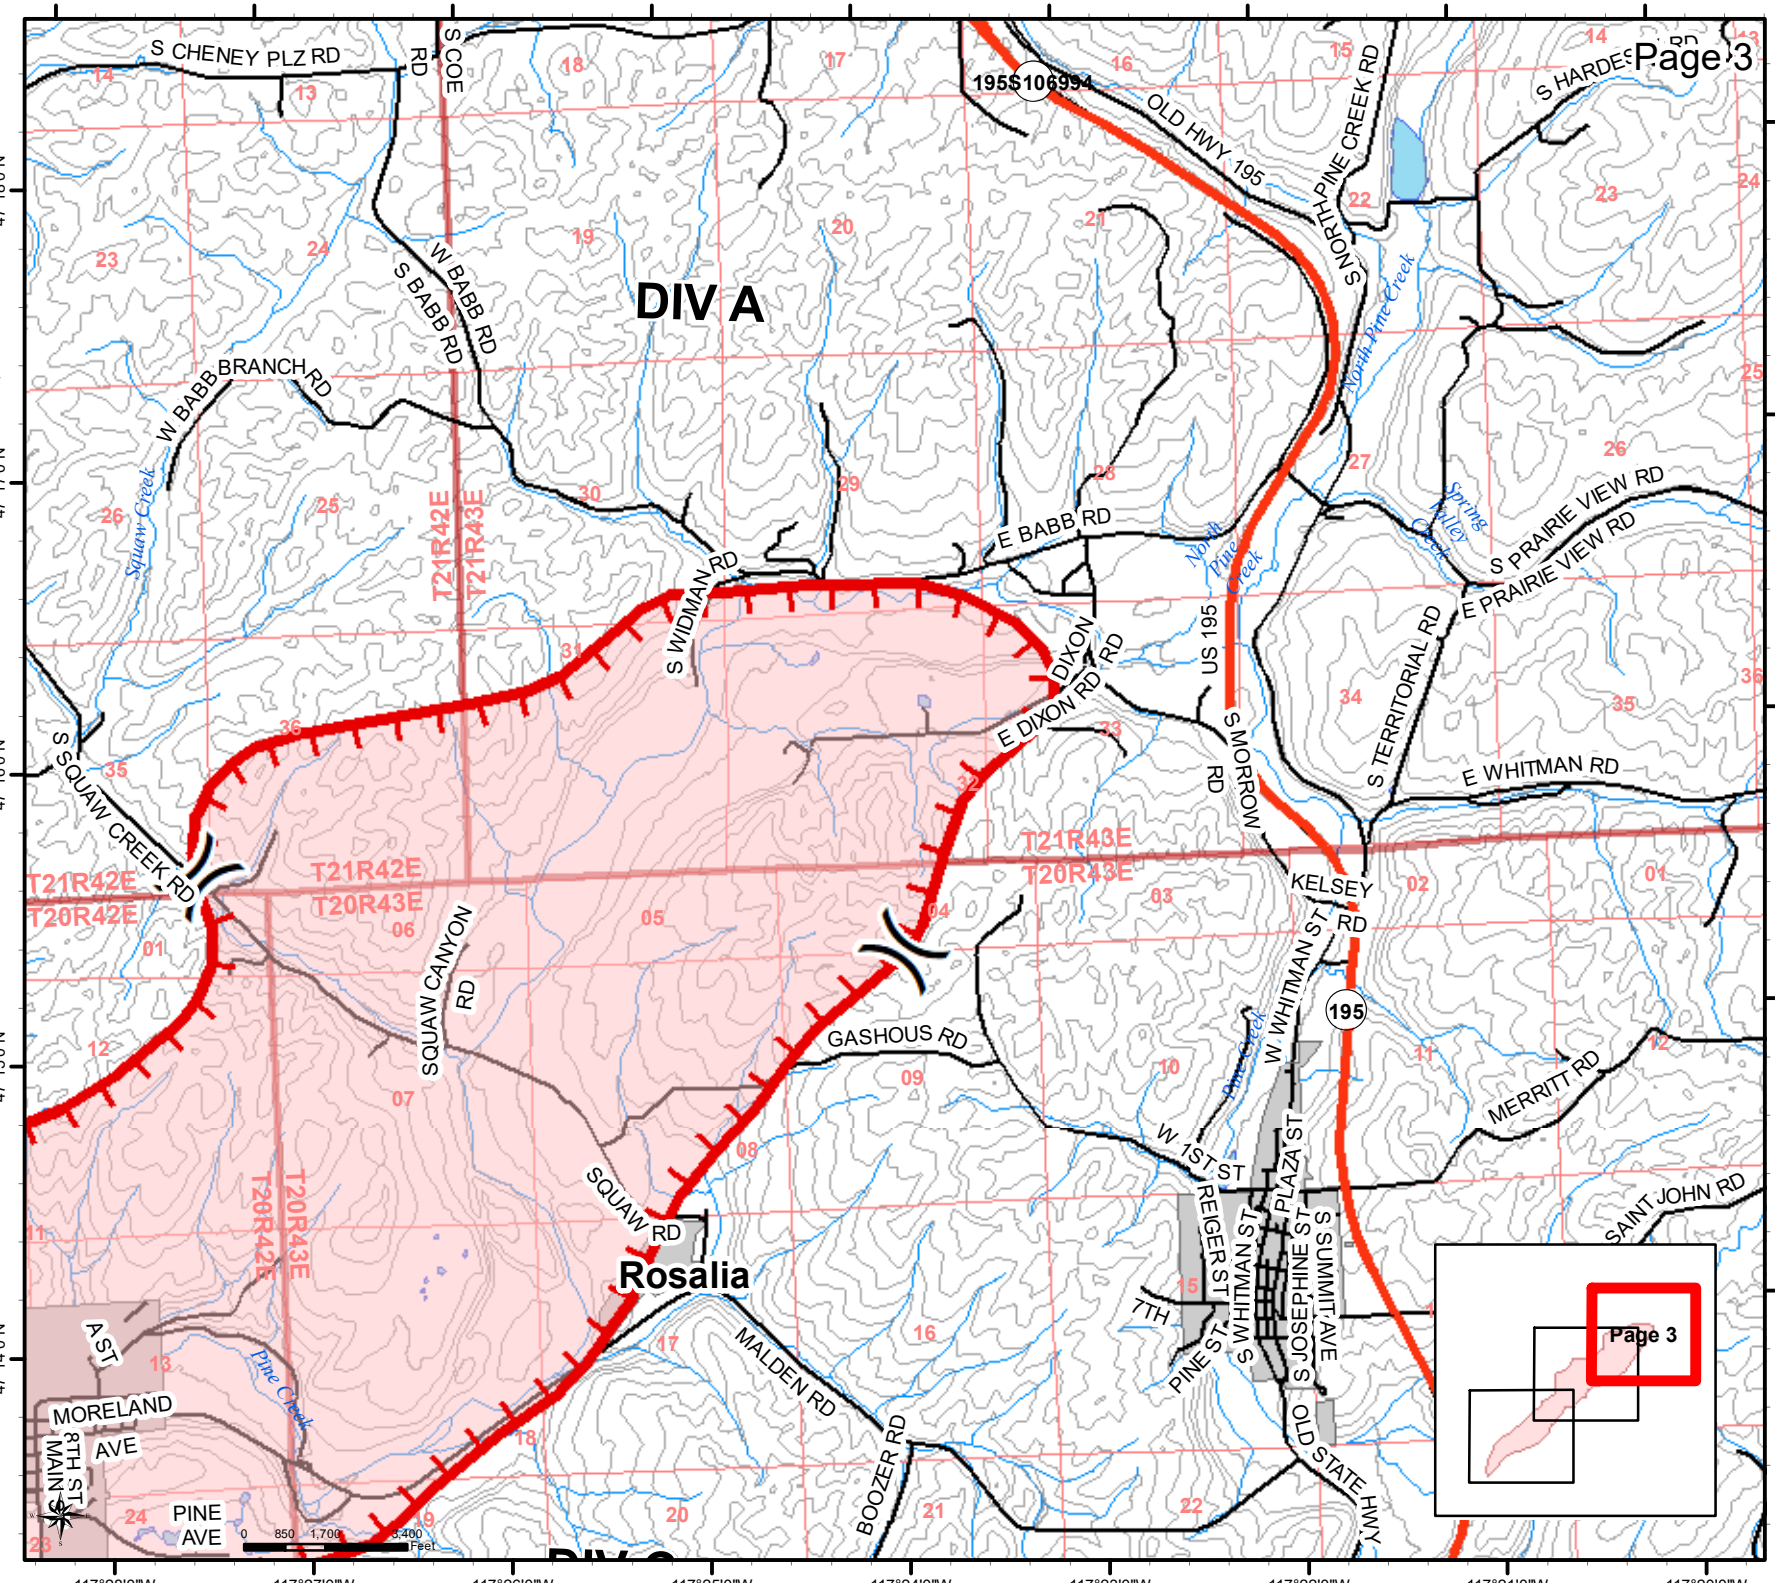 Page 3
S CHENEY PLZ RD
RD
S COE
14
13
18
17
16
15
14
13
195S106994
OLD HWY 195
S NORTH PINE CREEK RD
S HARDES
RD
23
24
19
20
21
22
23
24
DIV A
W BABB RD
S BABB RD
North Pine Creek
W BABB
BRANCH
RD
25
26
25
30
29
28
27
26
Squaw Creek
T21R42E
T21R43E
E BABB RD
North
Pine
Creek
Spring
Valley
Creek
S PRAIRIE VIEW RD
E PRAIRIE VIEW RD
S WIDMAN RD
DIXON
RD
E DIXON RD
US 195
S TERRITORIAL RD
31
36
35
32
33
34
35
36
S SQUAW CREEK RD
S MORROW
RD
E WHITMAN RD
T21R42E
T20R42E
T21R42E
T20R43E
T21R43E
T20R43E
KELSEY
RD
01
06
05
04
03
02
01
SQUAW CANYON
RD
W WHITMAN ST
195
Pine Creek
GASHOUS RD
MERRITT RD
12
07
08
09
10
11
12
W 1ST ST
SQUAW
RD
Rosalia
T20R42E
T20R43E
11
REIGER ST
S WHITMAN ST
PLAZA ST
S JOSEPHINE ST
S SUMMIT AVE
SAINT JOHN RD
7TH
PINE ST
15
16
17
18
13
A ST
Pine Creek
MALDEN RD
MORELAND
AVE
8TH ST
MAIN S
PINE
AVE
BOOZER RD
OLD STATE HWY
24
23
19
20
21
22
Page 3
0 850 1,700 3,400
Feet